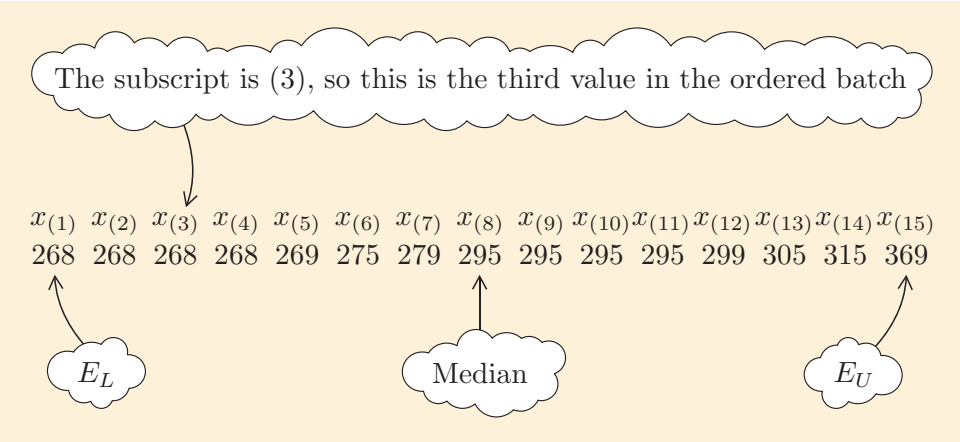 The subscript is (3), so this is the third value in the ordered batch
x(1) x(2) x(3) x(4) x(5) x(6) x(7) x(8) x(9) x(10) x(11) x(12) x(13) x(14) x(15)
268 268 268 268 269 275 279 295 295 295 295 299 305 315 369
E_L Median E_U